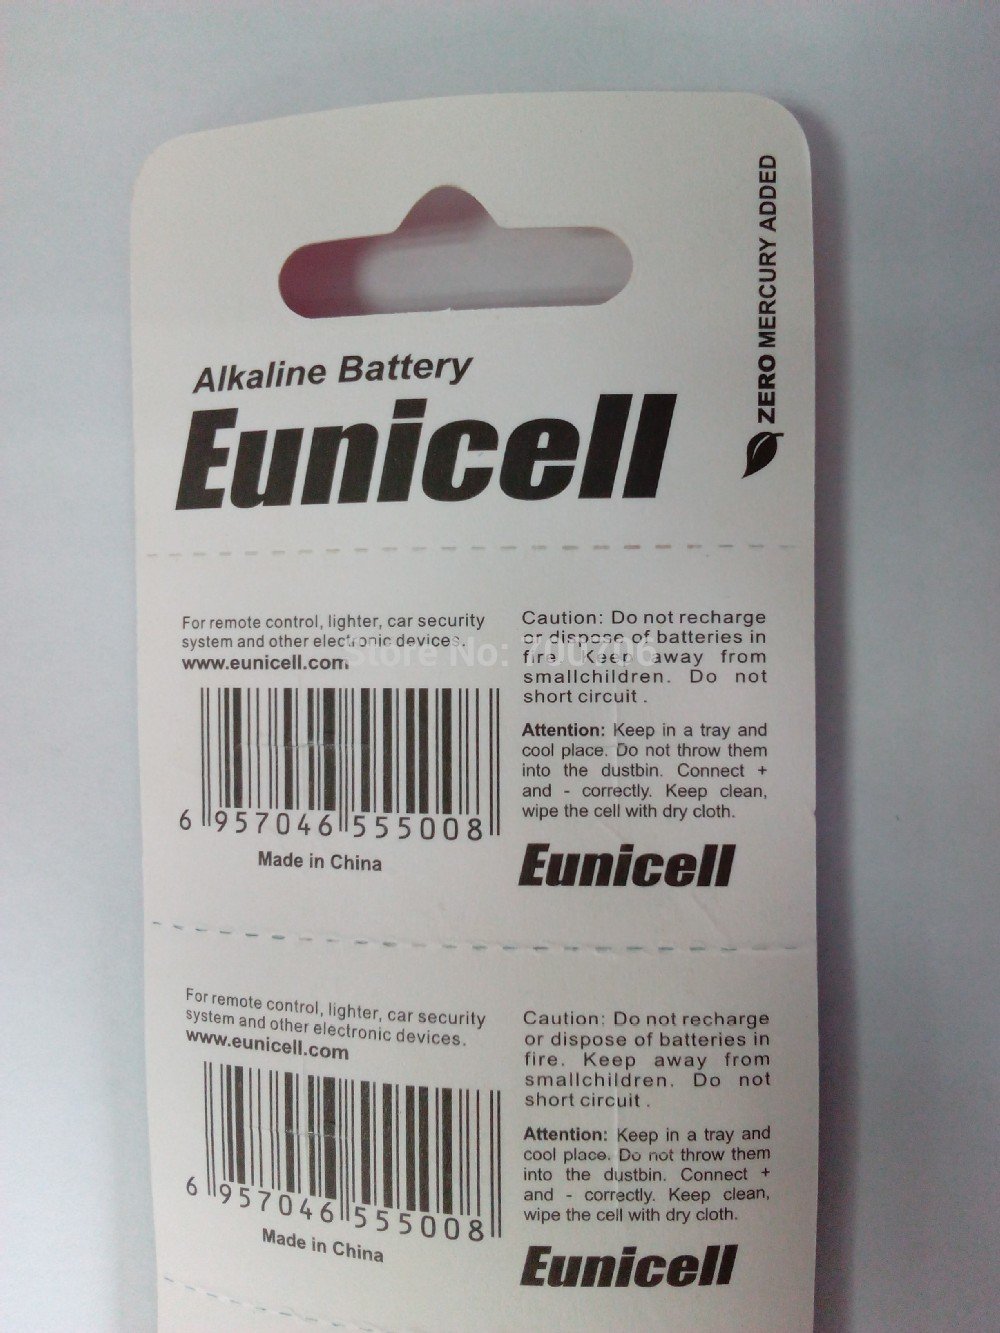 ZERO MERCURY ADDED
Alkaline Battery
Eunicell
For remote control, lighter, car security
system and other electronic devices.
www.eunicell.com
6 957046 555008
Made in China
Caution: Do not recharge
or dispose of batteries in
fire. Keep away from
smallchildren. Do not
short circuit .
Attention: Keep in a tray and
cool place. Do not throw them
into the dustbin. Connect +
and - correctly. Keep clean,
wipe the cell with dry cloth.
Eunicell
Store No: 700706
For remote control, lighter, car security
system and other electronic devices.
www.eunicell.com
6 957046 555008
Made in China
Caution: Do not recharge
or dispose of batteries in
fire. Keep away from
smallchildren. Do not
short circuit .
Attention: Keep in a tray and
cool place. Do not throw them
into the dustbin. Connect +
and - correctly. Keep clean,
wipe the cell with dry cloth.
Eunicell